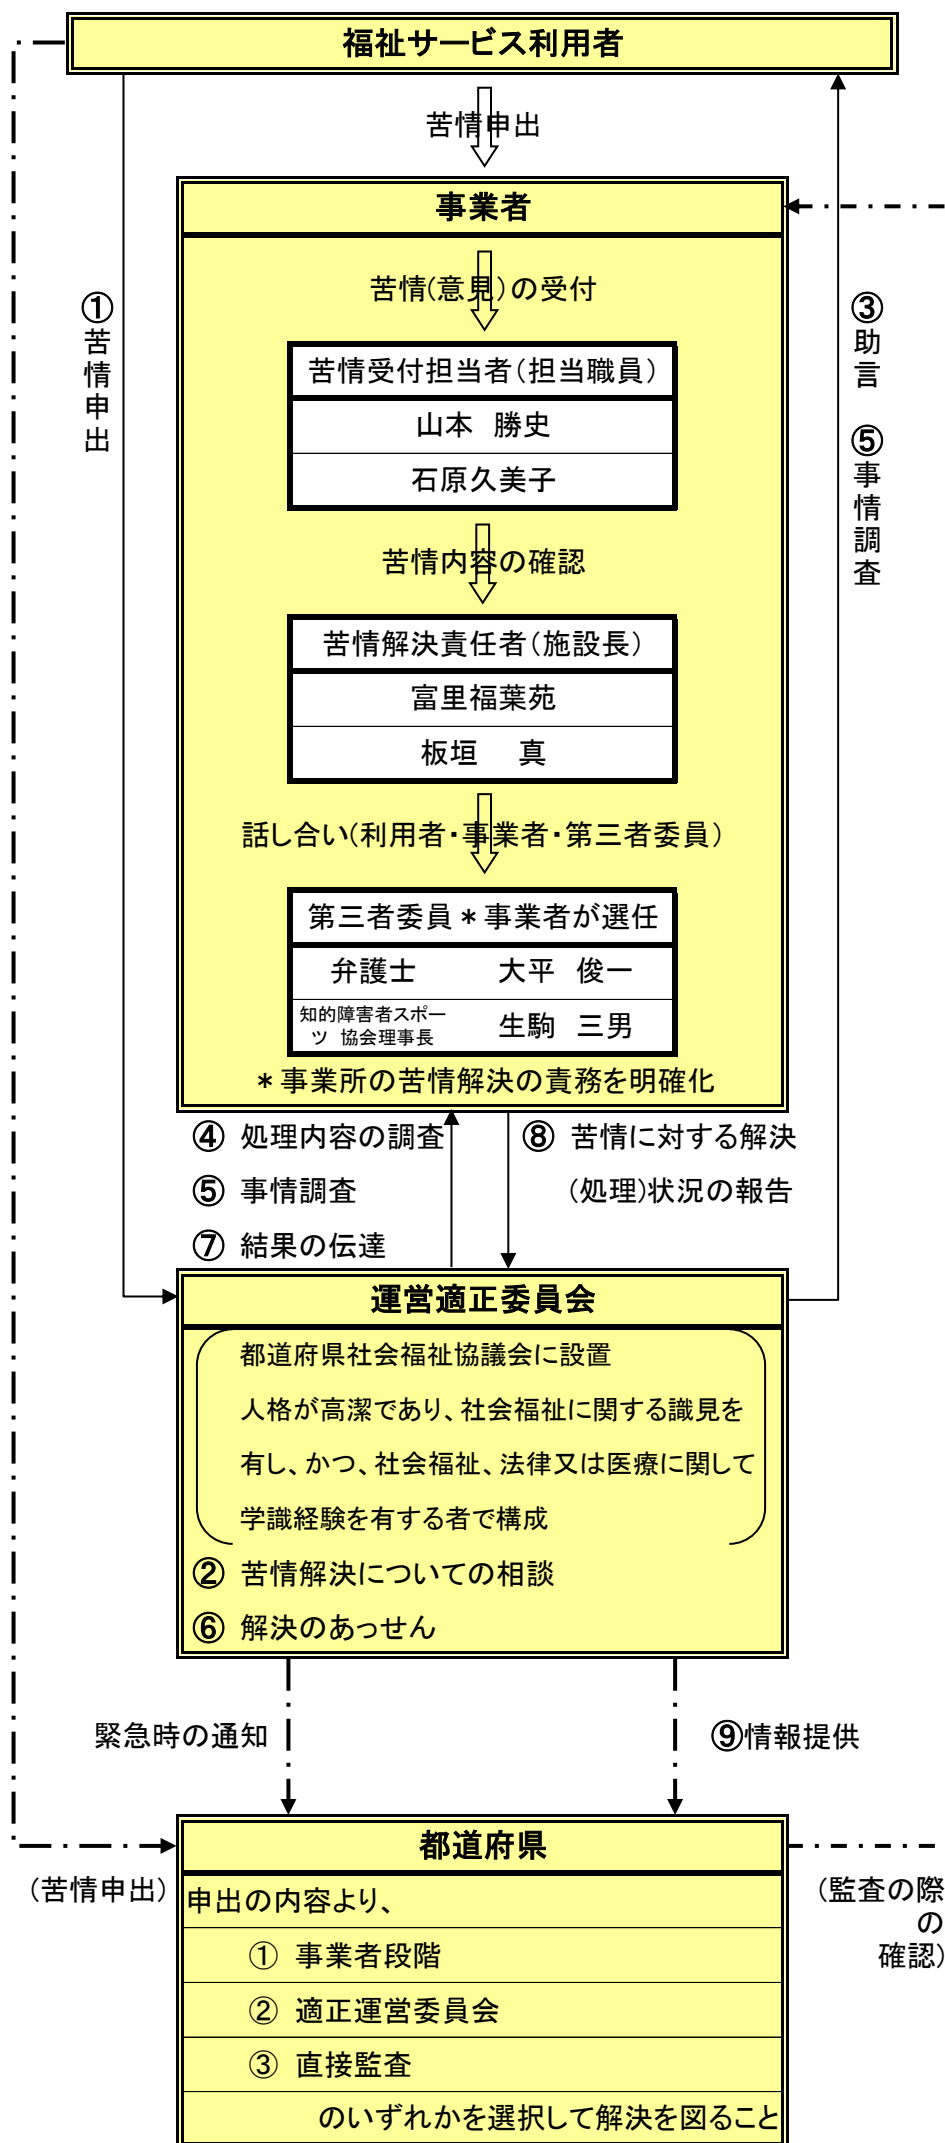 福祉サービス利用者
苦情申出
事業者
苦情(意見)の受付
①苦情申出
③助言
⑤事情調査
苦情受付担当者(担当職員)
山本 勝史
石原久美子
苦情内容の確認
苦情解決責任者(施設長)
富里福葉苑
板垣 真
話し合い(利用者・事業者・第三者委員)
第三者委員*事業者が選任
弁護士 大平 俊一
知的障害者スポー
ツ 協会理事長
生駒 三男
*事業所の苦情解決の責務を明確化
④ 処理内容の調査
⑤ 事情調査
⑦ 結果の伝達
⑧ 苦情に対する解決
(処理)状況の報告
運営適正委員会
都道府県社会福祉協議会に設置
人格が高潔であり、社会福祉に関する識見を
有し、かつ、社会福祉、法律又は医療に関して
学識経験を有する者で構成
② 苦情解決についての相談
⑥ 解決のあっせん
緊急時の通知
⑨情報提供
都道府県
(苦情申出)
(監査の際
の
確認)
申出の内容より、
① 事業者段階
② 適正運営委員会
③ 直接監査
のいずれかを選択して解決を図ること